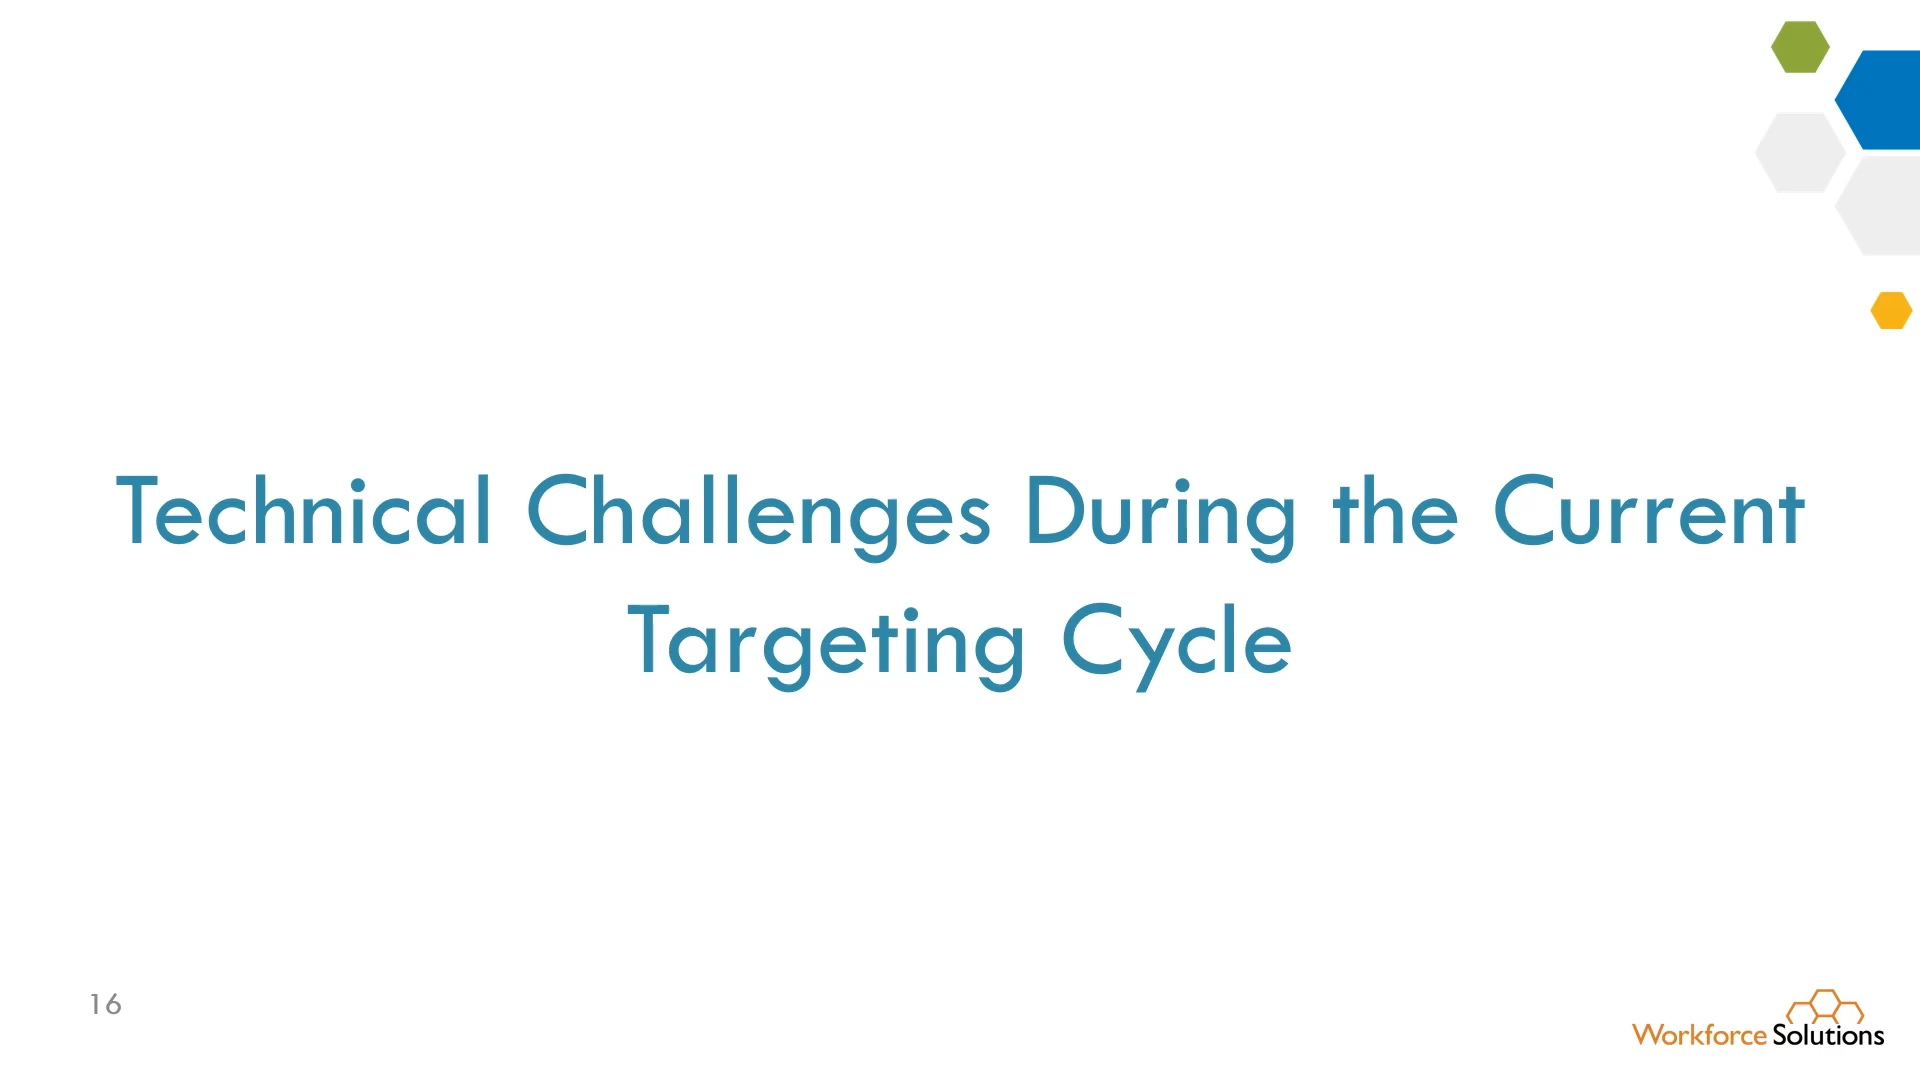 Technical Challenges During the Current
Targeting Cycle
16
Workforce Solutions